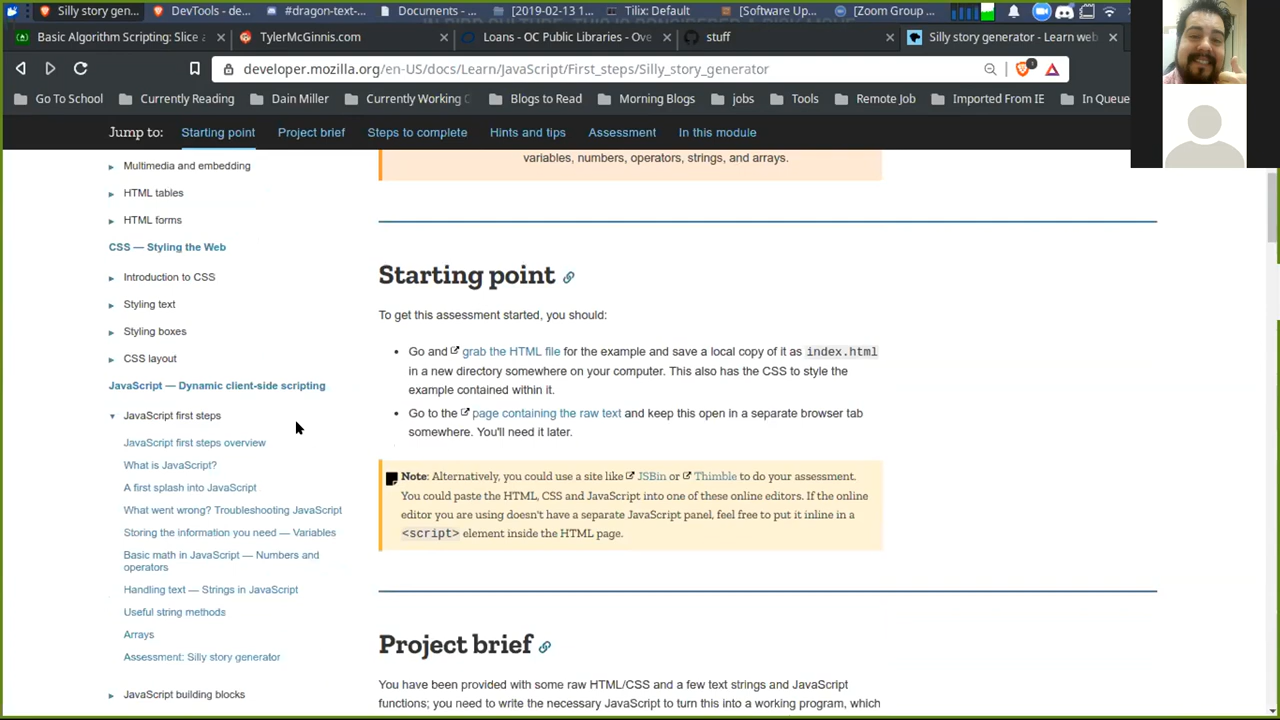 Silly story gen...
DevTools - de...
#dragon-text-...
Documents - ...
[2019-02-13 1...
Tilix: Default
[Software Up...
[Zoom Group ...
Basic Algorithm Scripting: Slice a
TylerMcGinnis.com
Loans - OC Public Libraries - Ove
stuff
Silly story generator - Learn web
developer.mozilla.org/en-US/docs/Learn/JavaScript/First_steps/Silly_story_generator
1
Go To School
Currently Reading
Dain Miller
Currently Working
Blogs to Read
Morning Blogs
jobs
Tools
Remote Job
Imported From IE
In Queue
Jump to:
Starting point
Project brief
Steps to complete
Hints and tips
Assessment
In this module
Multimedia and embedding
HTML tables
HTML forms
CSS — Styling the Web
Introduction to CSS
Styling text
Styling boxes
CSS layout
JavaScript — Dynamic client-side scripting
JavaScript first steps
JavaScript first steps overview
What is JavaScript?
A first splash into JavaScript
What went wrong? Troubleshooting JavaScript
Storing the information you need — Variables
Basic math in JavaScript — Numbers and
operators
Handling text — Strings in JavaScript
Useful string methods
Arrays
Assessment: Silly story generator
JavaScript building blocks
variables, numbers, operators, strings, and arrays.
Starting point
To get this assessment started, you should:
Go and grab the HTML file for the example and save a local copy of it as index.html
in a new directory somewhere on your computer. This also has the CSS to style the
example contained within it.
Go to the page containing the raw text and keep this open in a separate browser tab
somewhere. You'll need it later.
Note: Alternatively, you could use a site like JSBin or Thimble to do your assessment.
You could paste the HTML, CSS and JavaScript into one of these online editors. If the online
editor you are using doesn't have a separate JavaScript panel, feel free to put it inline in a
<script> element inside the HTML page.
Project brief
You have been provided with some raw HTML/CSS and a few text strings and JavaScript
functions; you need to write the necessary JavaScript to turn this into a working program, which